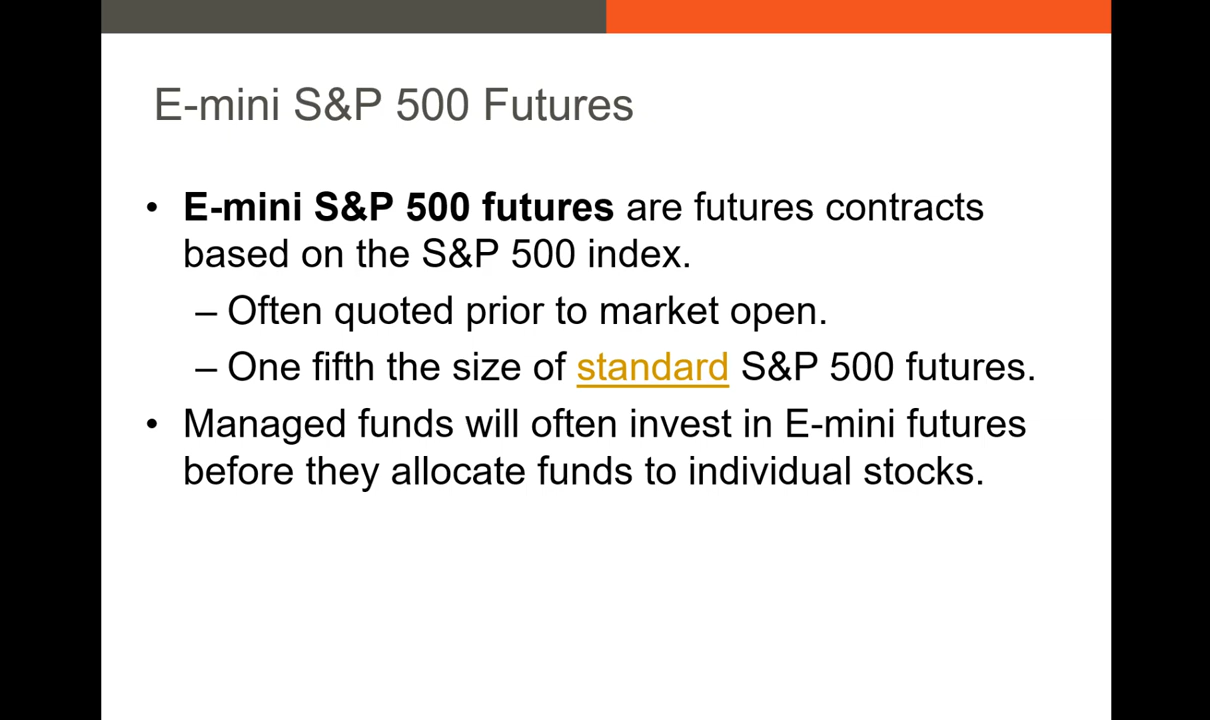 E-mini S&P 500 Futures
• E-mini S&P 500 futures are futures contracts
based on the S&P 500 index.
– Often quoted prior to market open.
– One fifth the size of standard S&P 500 futures.
• Managed funds will often invest in E-mini futures
before they allocate funds to individual stocks.